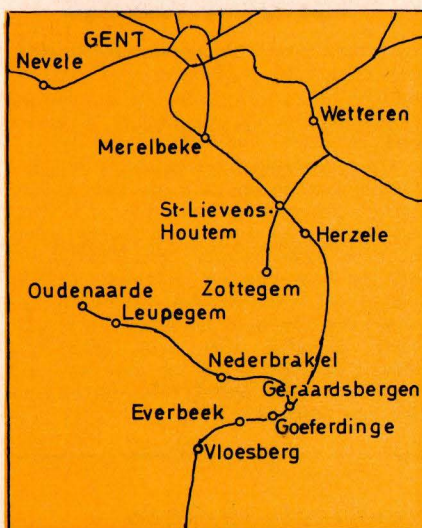 GENT
Nevele
Wetteren
Merelbeke
St-Lievens-
Houtem
Herzele
Zottegem
Oudenaarde
Leupegem
Nederbrakel
Geraardsbergen
Everbeek
Goeferdinge
Vloesberg